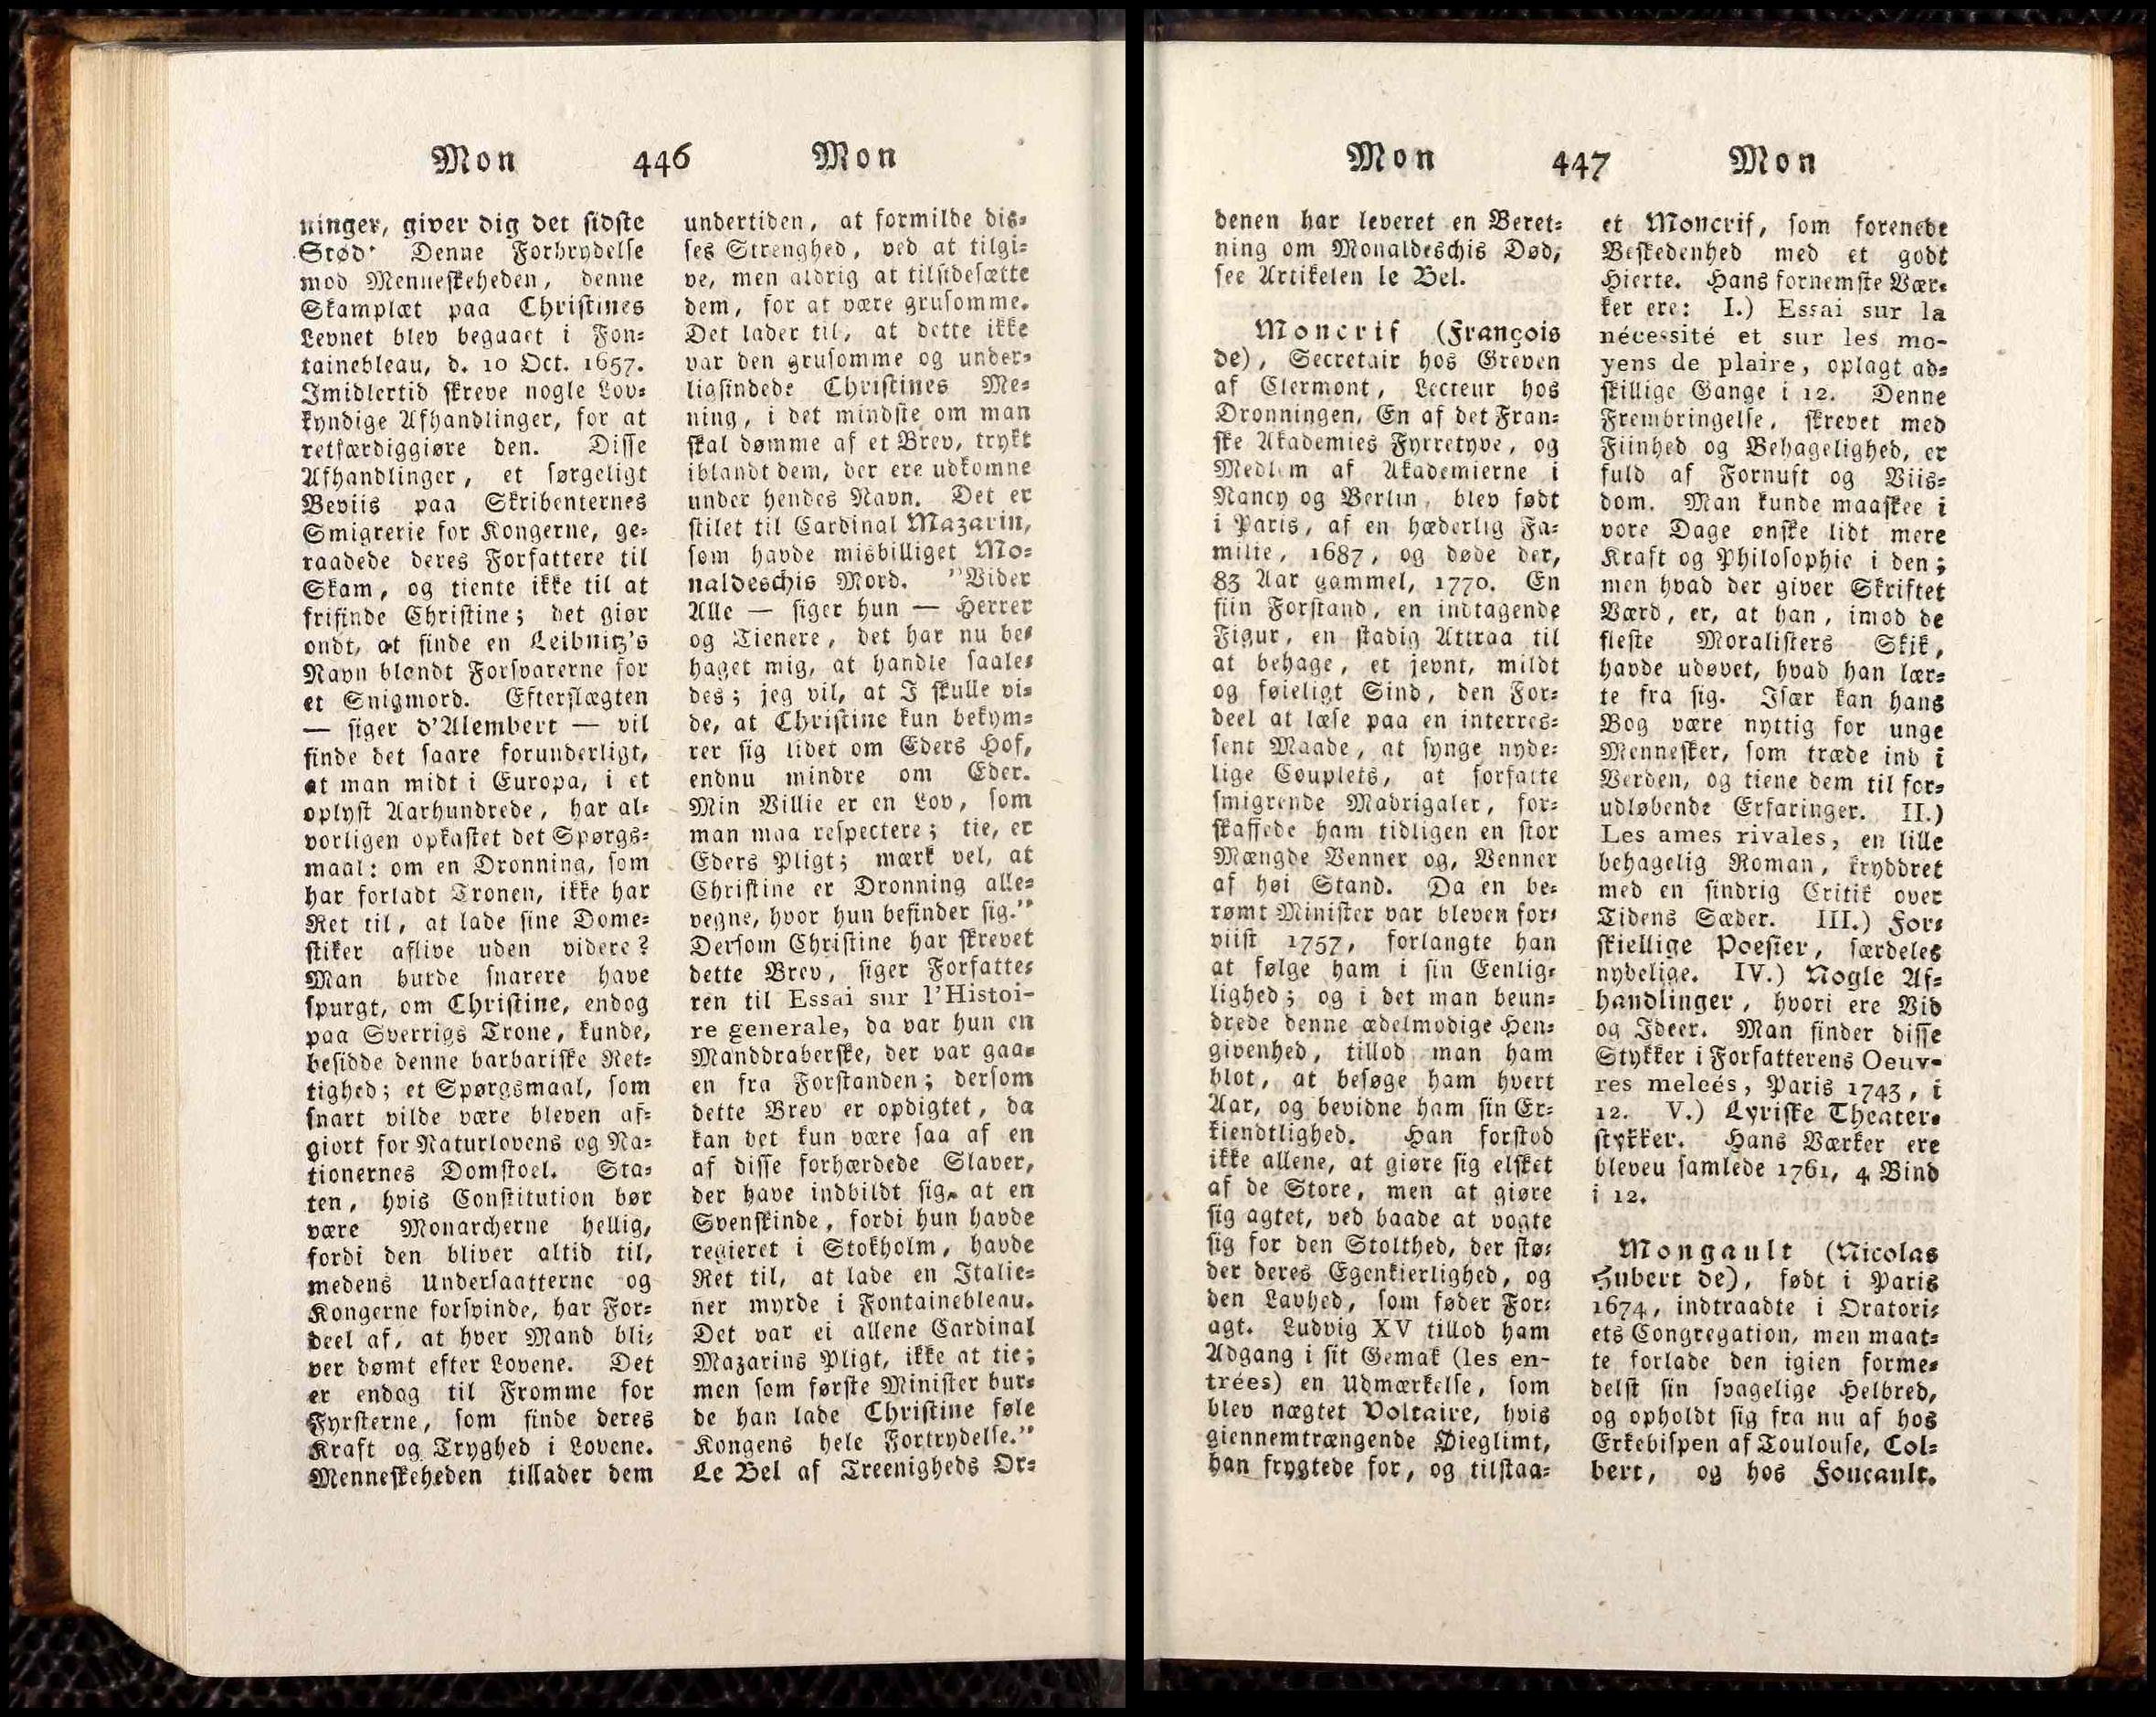 Mon 446 Mon
ninger, giver dig det sidste
Stød. Denne Forbrydelse
mod Menneskeheden, denne
Skamplæt paa Christines
Levnet blev begaaet i Fon-
tainebleau, d. 10 Oct. 1657.
Imidlertid skreve nogle Lov-
kyndige Afhandlinger, for at
retfærdiggiøre den. Disse
Afhandlinger, et sørgeligt
Beviis paa Skribenternes
Smigrerie for Kongerne, ge-
raadede deres Forfattere til
Skam, og tiente ikke til at
frifinde Christine; det giør
ondt, at finde en Leibnitz's
Navn blandt Forsvarerne for
et Snigmord. Efterslægten
— siger d'Alembert — vil
finde det saare forunderligt,
at man midt i Europa, i et
oplyst Aarhundrede, har al-
vorligen opkastet det Spørgs-
maal: om en Dronning, som
har forladt Tronen, ikke har
Ret til, at lade sine Dome-
stiker aflive uden videre?
Man burde snarere have
spurgt, om Christine, endog
paa Sverrigs Trone, kunde,
besidde denne barbariske Ret-
tighed; et Spørgsmaal, som
snart vilde være bleven af-
giort for Naturlovens og Na-
tionernes Domstoel. Sta-
ten, hvis Constitution bør
være Monarcherne hellig,
fordi den bliver altid til,
medens Undersaatterne og
Kongerne forsvinde, har For-
deel af, at hver Mand bli-
ver dømt efter Lovene. Det
er endog til Fromme for
Fyrsterne, som finde deres
Kraft og Tryghed i Lovene.
Menneskeheden tillader dem
undertiden, at formilde dis-
ses Strenghed, ved at tilgi-
ve, men aldrig at tilsidesætte
dem, for at være grusomme.
Det lader til, at dette ikke
var den grusomme og under-
ligsindede Christines Me-
ning, i det mindste om man
skal dømme af et Brev, trykt
iblandt dem, der ere udkomne
under hendes Navn. Det er
stilet til Cardinal Mazarin,
som havde misbilliget Mo-
naldeschis Mord. "Vider
Alle — siger hun — Herrer
og Tienere, det har nu be-
haget mig, at handle saale-
des; jeg vil, at I skulle vi-
de, at Christine kun bekym-
rer sig lidet om Eders Hof,
endnu mindre om Eder.
Min Villie er en Lov, som
man maa respectere; tie, er
Eders Pligt; mærk vel, at
Christine er Dronning alle-
vegne, hvor hun befinder sig."
Dersom Christine har skrevet
dette Brev, siger Forfatte-
ren til Essai sur l'Histoi-
re generale, da var hun en
Manddraberske, der var gaa-
en fra Forstanden; dersom
dette Brev er opdigtet, da
kan det kun være saa af en
af disse forhærdede Slaver,
der have indbildt sig, at en
Svenskinde, fordi hun havde
regieret i Stokholm, havde
Ret til, at lade en Italie-
ner myrde i Fontainebleau.
Det var ei allene Cardinal
Mazarins Pligt, ikke at tie;
men som første Minister bur-
de han lade Christine føle
Kongens hele Fortrydelse."
Le Bel af Treenigheds Or-
Mon 447 Mon
denen har leveret en Beret-
ning om Monaldeschis Død,
see Artikelen le Bel.
Moncrif (François
de), Secretair hos Greven
af Clermont, Lecteur hos
Dronningen, En af det Fran-
ske Akademies Fyrretyve, og
Medlem af Akademierne i
Nancy og Berlin, blev født
i Paris, af en hæderlig Fa-
milie, 1687, og døde der,
83 Aar gammel, 1770. En
fiin Forstand, en indtagende
Figur, en stadig Attraa til
at behage, et jevnt, mildt
og føieligt Sind, den For-
deel at læse paa en interres-
sent Maade, at synge nyde-
lige Couplets, at forfatte
smigrende Madrigaler, for-
skaffede ham tidligen en stor
Mængde Venner og, Venner
af høi Stand. Da en be-
rømt Minister var bleven for-
viist 1757, forlangte han
at følge ham i sin Eenlig-
lighed; og i det man beun-
drede denne ædelmodige Hen-
givenhed, tillod man ham
blot, at besøge ham hvert
Aar, og bevidne ham sin Er-
kiendtlighed. Han forstod
ikke allene, at giøre sig elsket
af de Store, men at giøre
sig agtet, ved baade at vogte
sig for den Stolthed, der stø-
der deres Egenkierlighed, og
den Lavhed, som føder For-
agt. Ludvig XV tillod ham
Adgang i sit Gemak (les en-
trées) en Udmærkelse, som
blev nægtet Voltaire, hvis
giennemtrængende Øieglimt,
han frygtede for, og tilstaa-
et Moncrif, som forenede
Beskedenhed med et godt
Hierte. Hans fornemste Vær-
ker ere: I.) Essai sur la
nécessité et sur les mo-
yens de plaire, oplagt ad-
skillige Gange i 12. Denne
Frembringelse, skrevet med
Fiinhed og Behagelighed, er
fuld af Fornuft og Viis-
dom. Man kunde maaskee i
vore Dage ønske lidt mere
Kraft og Philosophie i den;
men hvad der giver Skriftet
Værd, er, at han, imod de
fleste Moralisters Skik,
havde udøvet, hvad han lær-
te fra sig. Især kan hans
Bog være nyttig for unge
Mennesker, som træde ind i
Verden, og tiene dem til for-
udløbende Erfaringer. II.)
Les ames rivales, en lille
behagelig Roman, kryddret
med en sindrig Critik over
Tidens Sæder. III.) For-
skiellige Poesier, særdeles
nydelige. IV.) Nogle Af-
handlinger, hvori ere Vid
og Ideer. Man finder disse
Stykker i Forfatterens Oeuv-
res meleés, Paris 1743, i
12. V.) Lyriske Theater-
stykker. Hans Værker ere
bleveu samlede 1761, 4 Bind
i 12.
Mongault (Nicolas
Hubert de), født i Paris
1674, indtraadte i Oratori-
ets Congregation, men maat-
te forlade den igien forme-
delst sin svagelige Helbred,
og opholdt sig fra nu af hos
Erkebispen af Toulouse, Col-
bert, og hos Foucault.